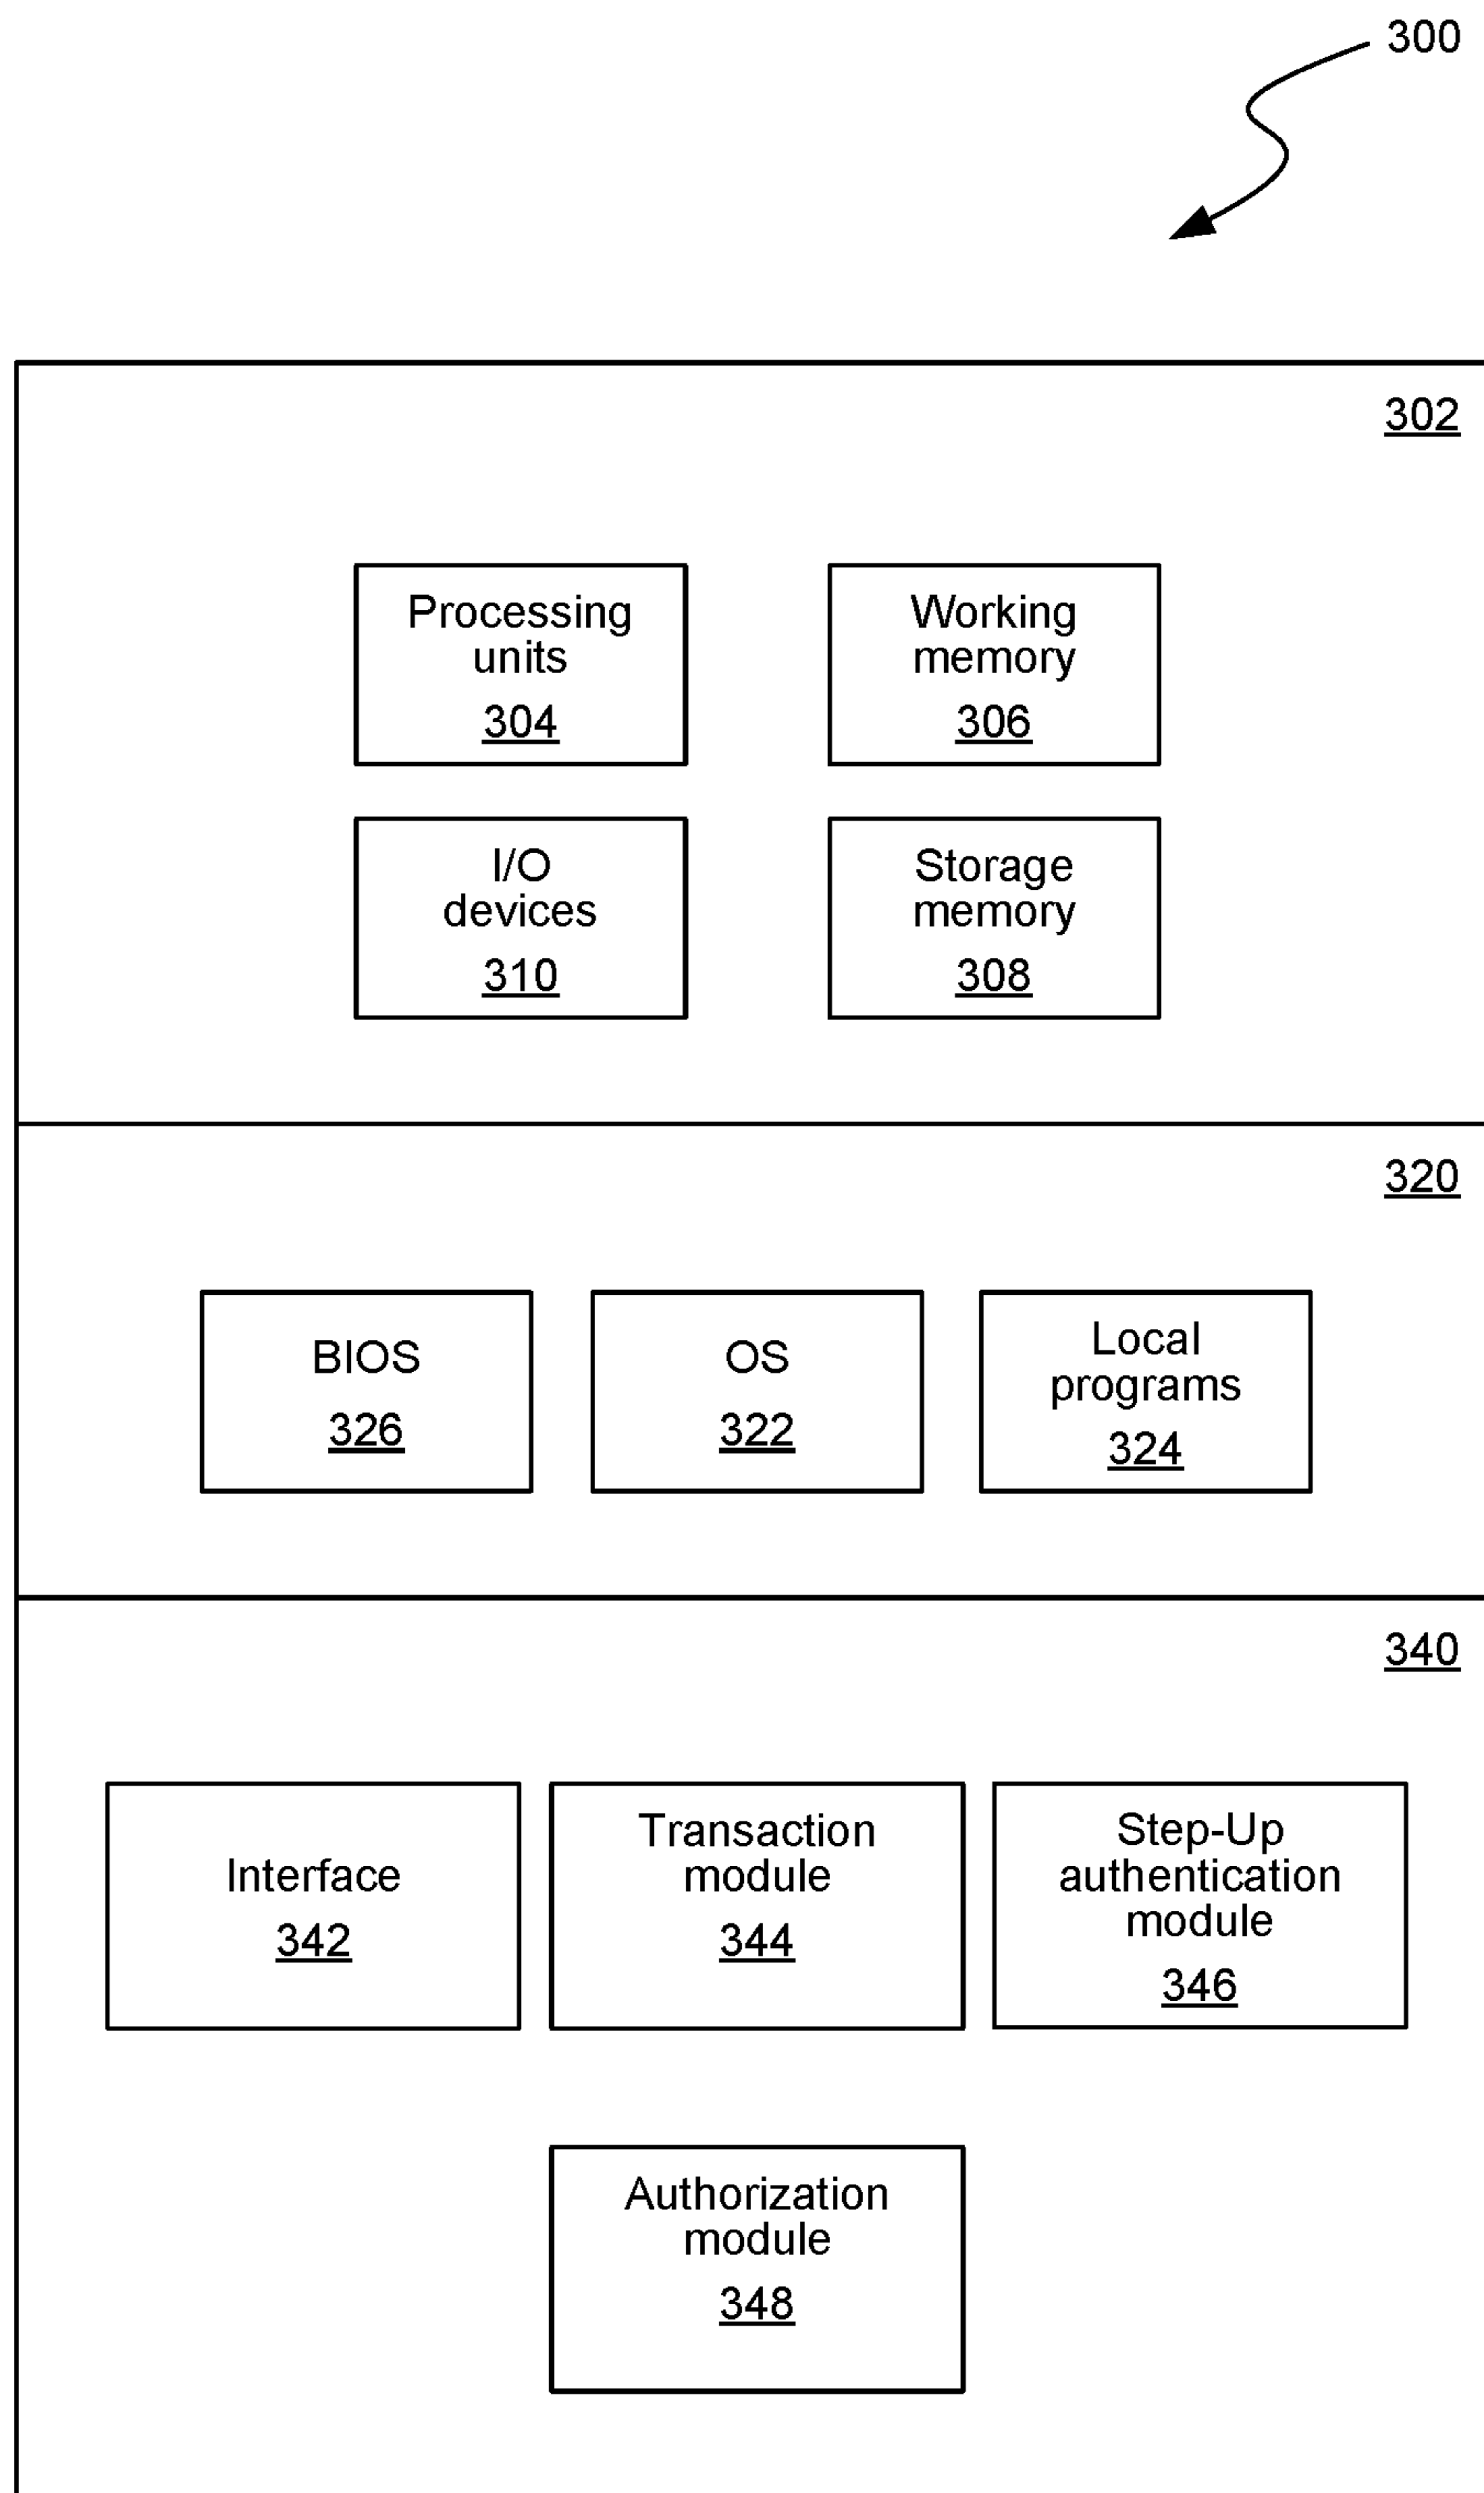 300
302
Processing
units
304
Working
memory
306
I/O
devices
310
Storage
memory
308
320
BIOS
326
OS
322
Local
programs
324
340
Interface
342
Transaction
module
344
Step-Up
authentication
module
346
Authorization
module
348